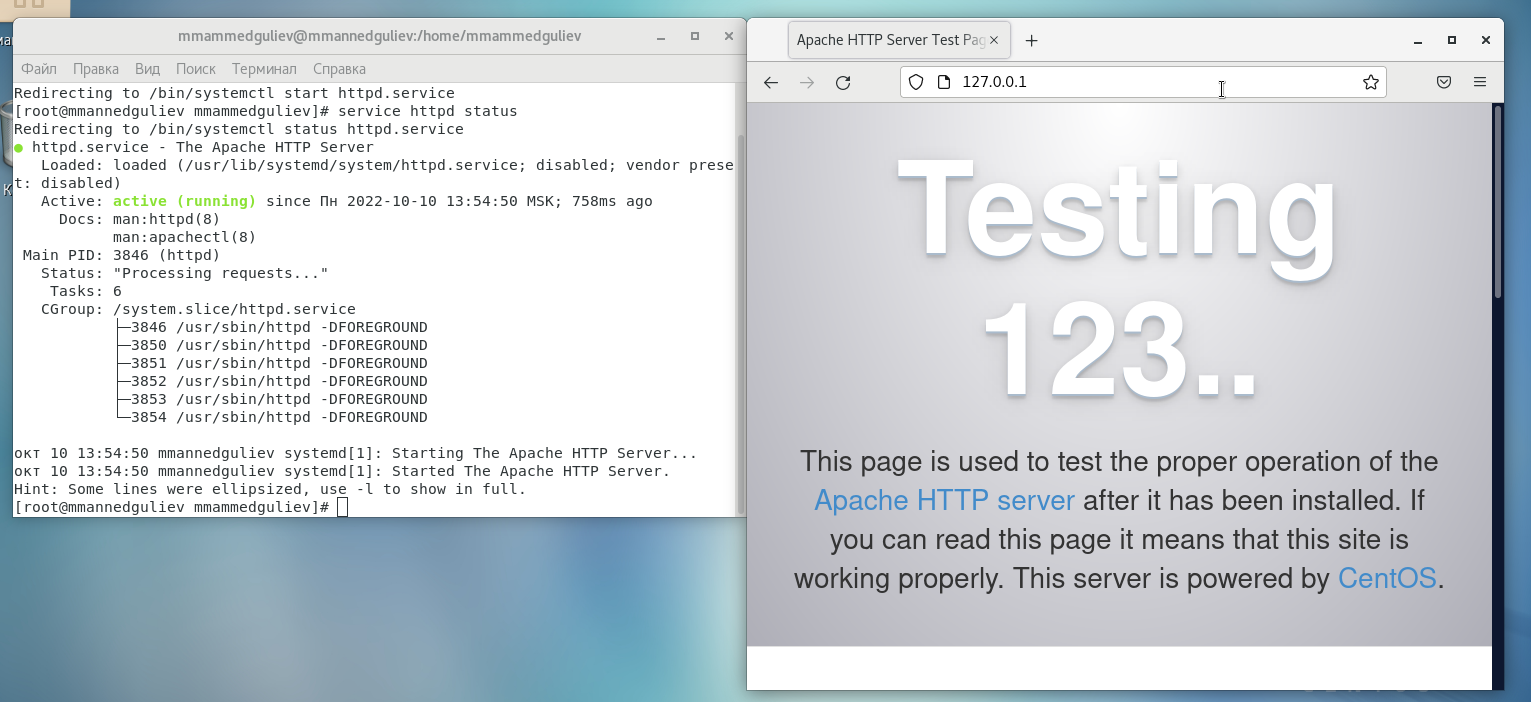 mmammedguliev@mmannedguliev:/home/mmammedguliev
Файл Правка Вид Поиск Терминал Справка
Redirecting to /bin/systemctl start httpd.service
[root@mmannedguliev mmammedguliev]# service httpd status
Redirecting to /bin/systemctl status httpd.service
● httpd.service - The Apache HTTP Server
Loaded: loaded (/usr/lib/systemd/system/httpd.service; disabled; vendor prese
t: disabled)
Active: active (running) since Пн 2022-10-10 13:54:50 MSK; 758ms ago
Docs: man:httpd(8)
man:apachectl(8)
Main PID: 3846 (httpd)
Status: "Processing requests..."
Tasks: 6
CGroup: /system.slice/httpd.service
├─3846 /usr/sbin/httpd -DFOREGROUND
├─3850 /usr/sbin/httpd -DFOREGROUND
├─3851 /usr/sbin/httpd -DFOREGROUND
├─3852 /usr/sbin/httpd -DFOREGROUND
├─3853 /usr/sbin/httpd -DFOREGROUND
└─3854 /usr/sbin/httpd -DFOREGROUND
окт 10 13:54:50 mmannedguliev systemd[1]: Starting The Apache HTTP Server...
окт 10 13:54:50 mmannedguliev systemd[1]: Started The Apache HTTP Server.
Hint: Some lines were ellipsized, use -l to show in full.
[root@mmannedguliev mmammedguliev]#
Apache HTTP Server Test Pag
127.0.0.1
Testing
123..
This page is used to test the proper operation of the
Apache HTTP server after it has been installed. If
you can read this page it means that this site is
working properly. This server is powered by CentOS.